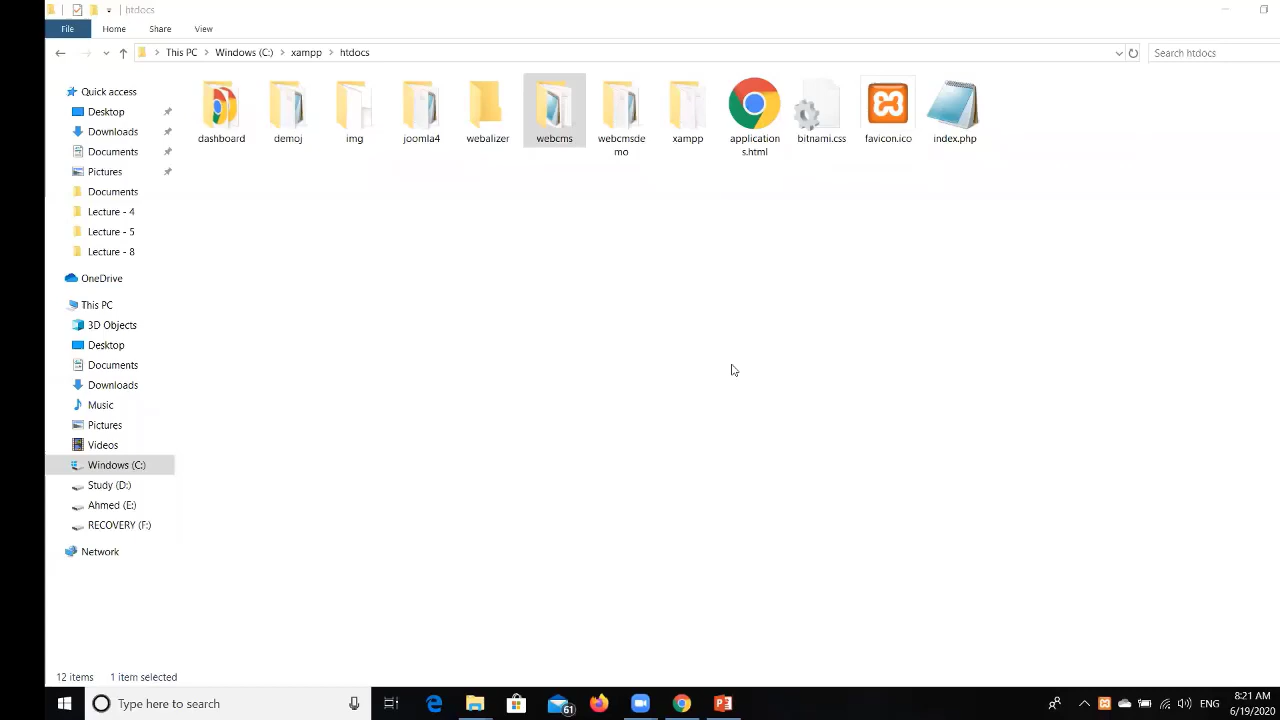 htdocs
File Home Share View
This PC Windows (C:) xampp htdocs Search htdocs
dashboard demoj img joomla4 webalizer webcms webcmsde application bitnami.css favicon.ico index.php xampp
mo s.html
Quick access
Desktop
Downloads
Documents
Pictures
Documents
Lecture - 4
Lecture - 5
Lecture - 8
OneDrive
This PC
3D Objects
Desktop
Documents
Downloads
Music
Pictures
Videos
Windows (C:)
Study (D:)
Ahmed (E:)
RECOVERY (F:)
Network
12 items 1 item selected
Type here to search 61 ENG 8:21 AM
6/19/2020